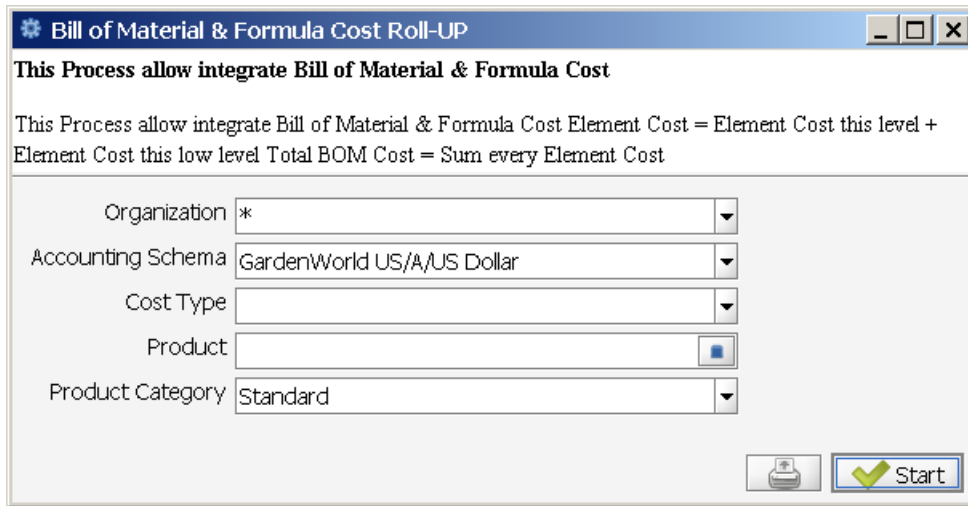 Bill of Material & Formula Cost Roll-UP
This Process allow integrate Bill of Material & Formula Cost
This Process allow integrate Bill of Material & Formula Cost Element Cost = Element Cost this level +
Element Cost this low level Total BOM Cost = Sum every Element Cost
Organization *
Accounting Schema GardenWorld US/A/US Dollar
Cost Type
Product
Product Category Standard
Start